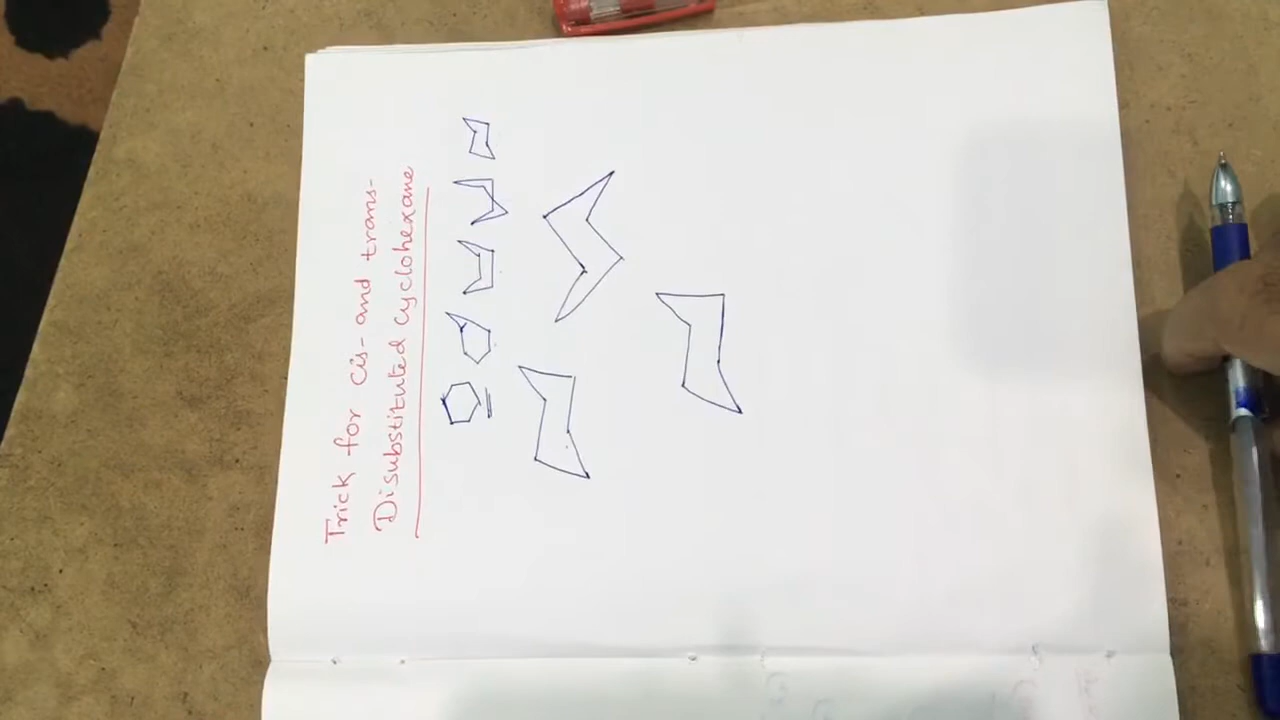 Trick for cis- and trans-
Disubstituted cyclohexane